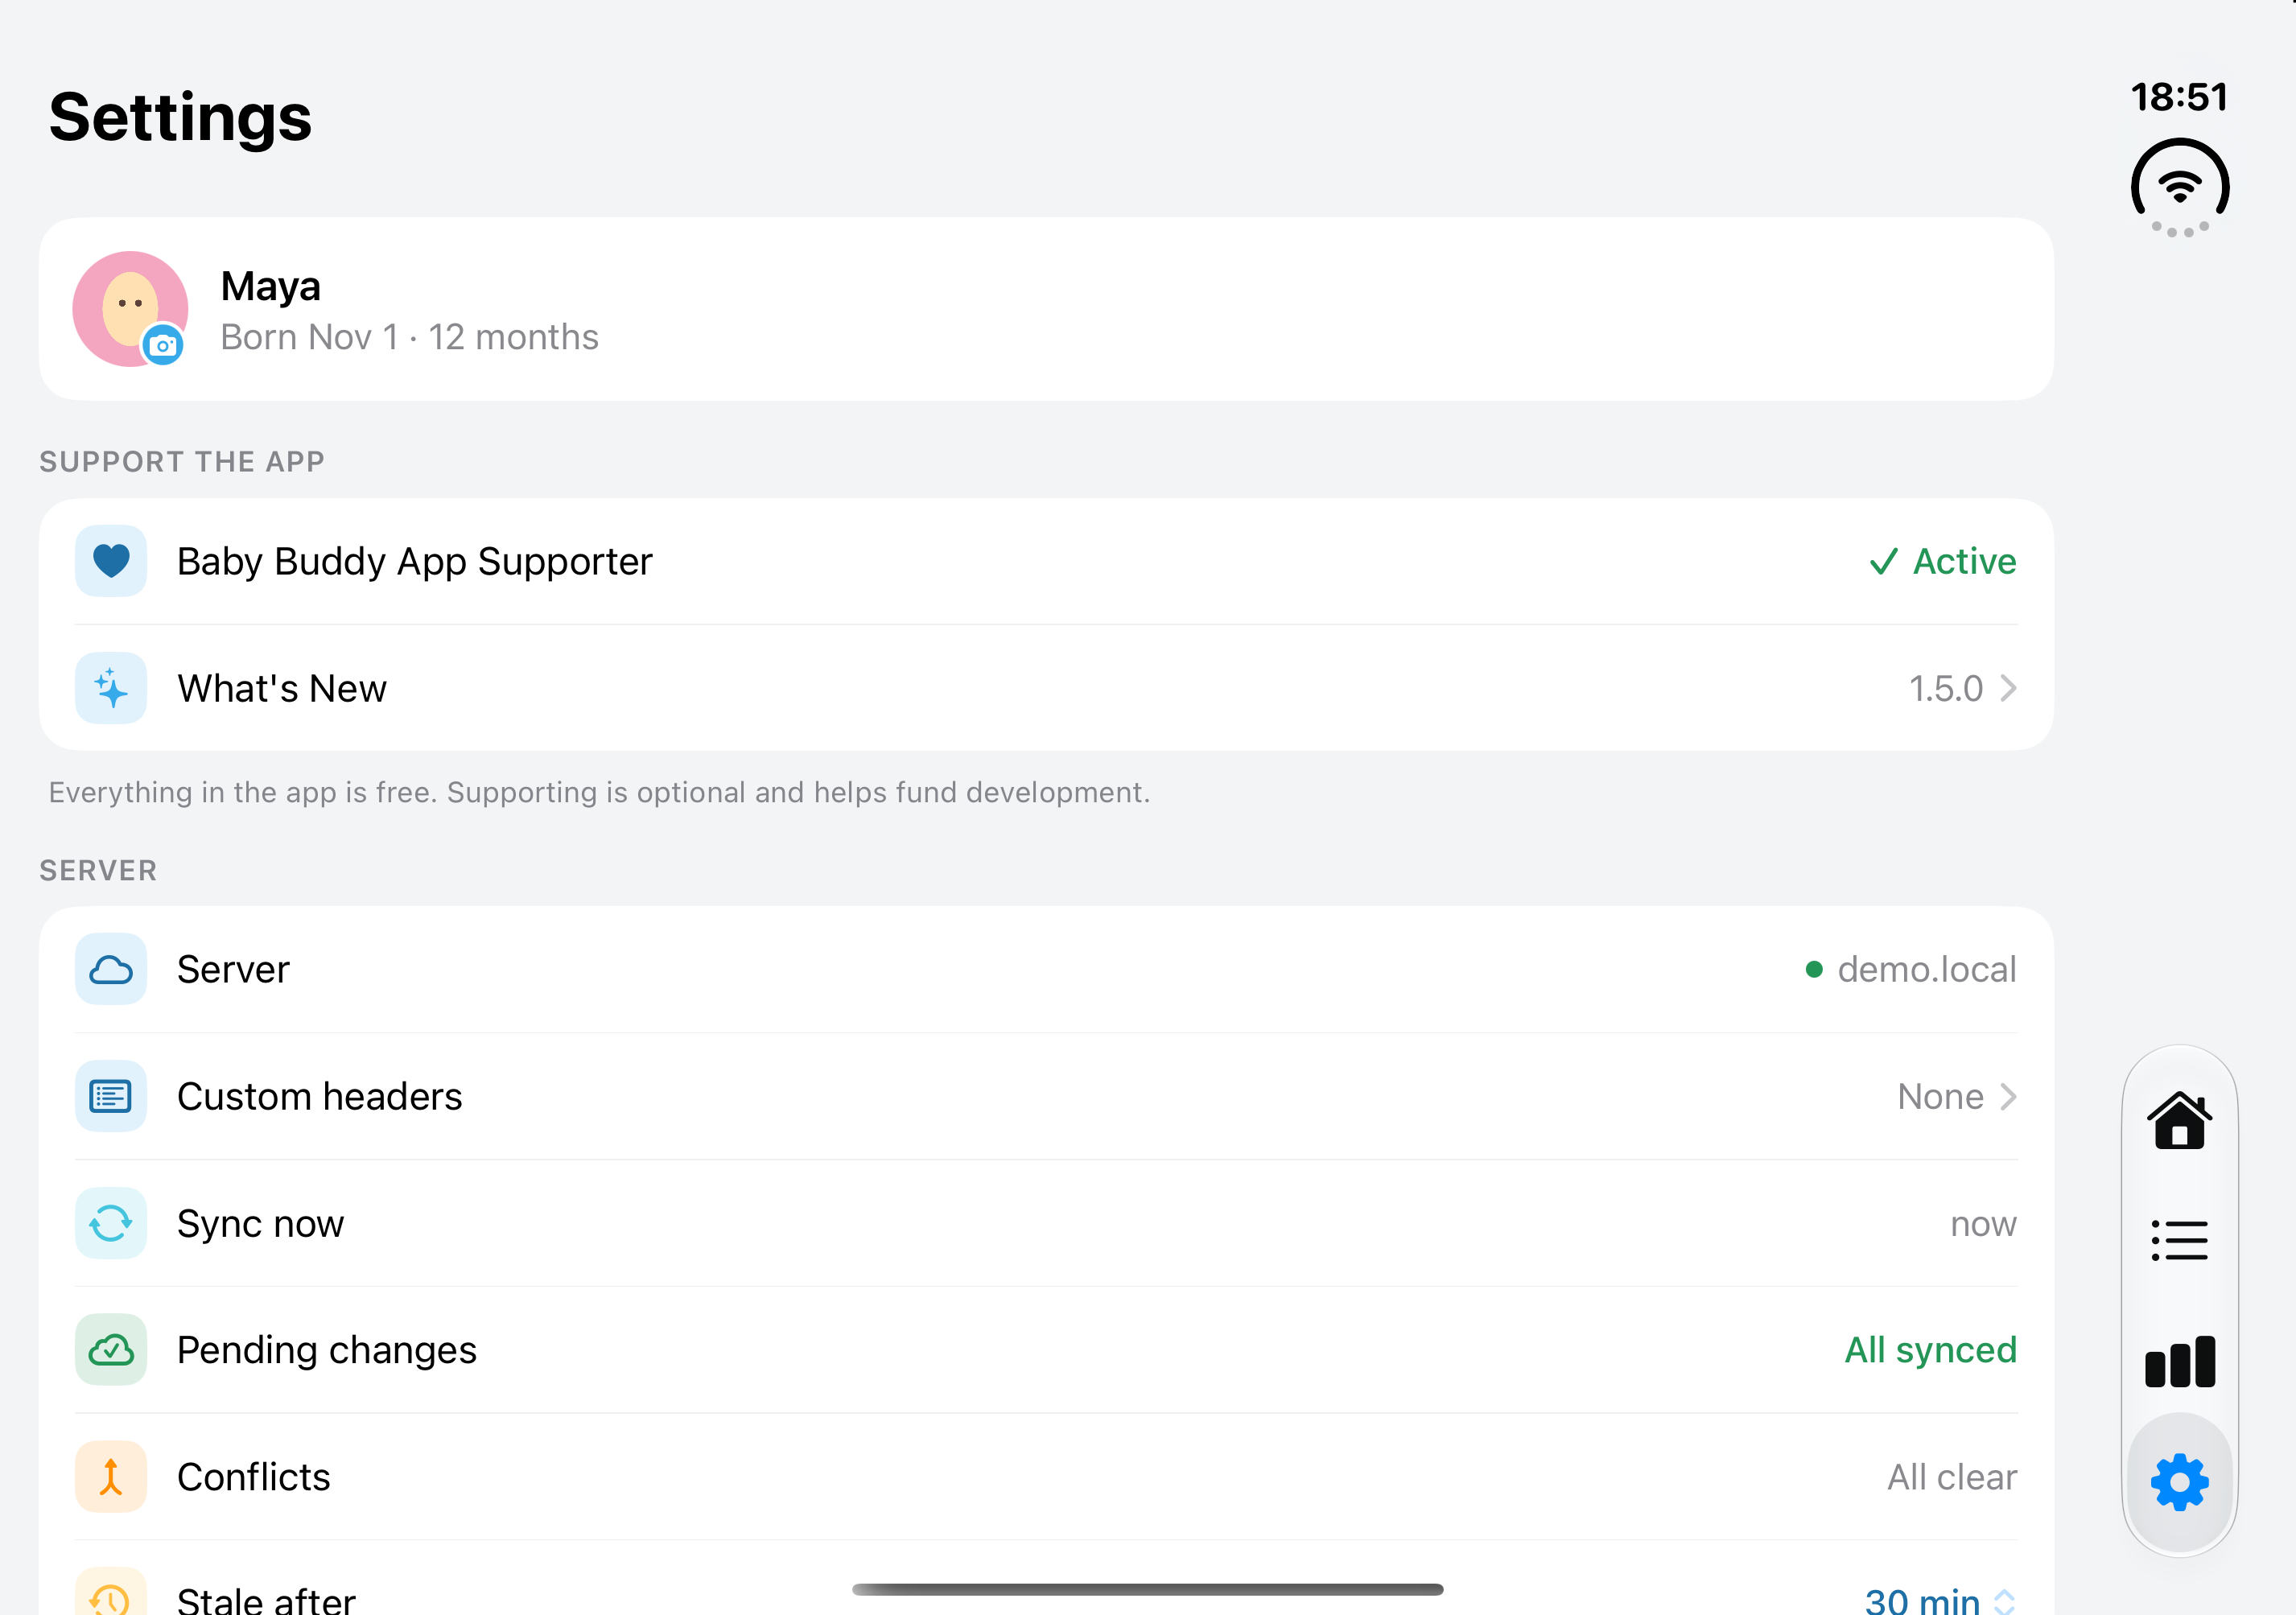 Settings
18:51
Maya
Born Nov 1 · 12 months
SUPPORT THE APP
Baby Buddy App Supporter
Active
What's New
1.5.0
Everything in the app is free. Supporting is optional and helps fund development.
SERVER
Server
demo.local
Custom headers
None
Sync now
now
Pending changes
All synced
Conflicts
All clear
Stale after
30 min